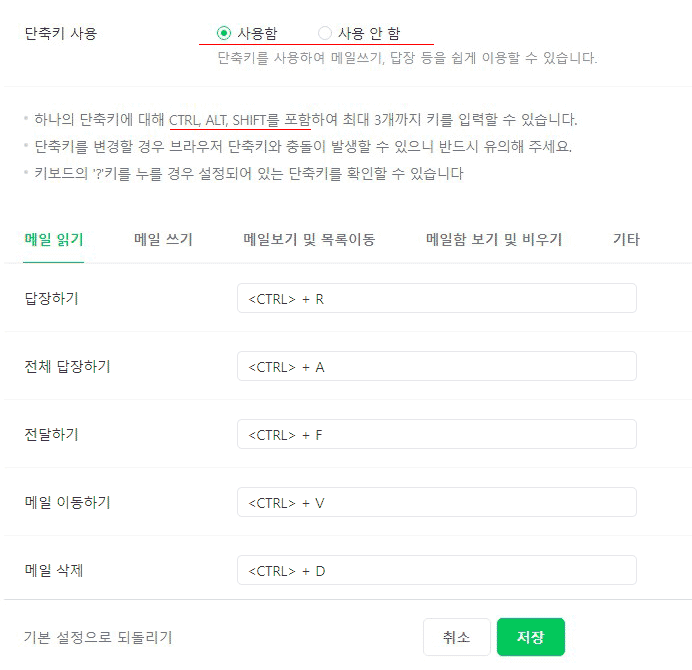 단축키 사용 사용함 사용 안 함
단축키를 사용하여 메일쓰기, 답장 등을 쉽게 이용할 수 있습니다.
하나의 단축키에 대해 CTRL, ALT, SHIFT를 포함하여 최대 3개까지 키를 입력할 수 있습니다.
단축키를 변경할 경우 브라우저 단축키와 충돌이 발생할 수 있으니 반드시 유의해 주세요.
키보드의 '?'키를 누를 경우 설정되어 있는 단축키를 확인할 수 있습니다
메일 읽기 메일 쓰기 메일보기 및 목록이동 메일함 보기 및 비우기 기타
답장하기 <CTRL> + R
전체 답장하기 <CTRL> + A
전달하기 <CTRL> + F
메일 이동하기 <CTRL> + V
메일 삭제 <CTRL> + D
기본 설정으로 되돌리기 취소 저장